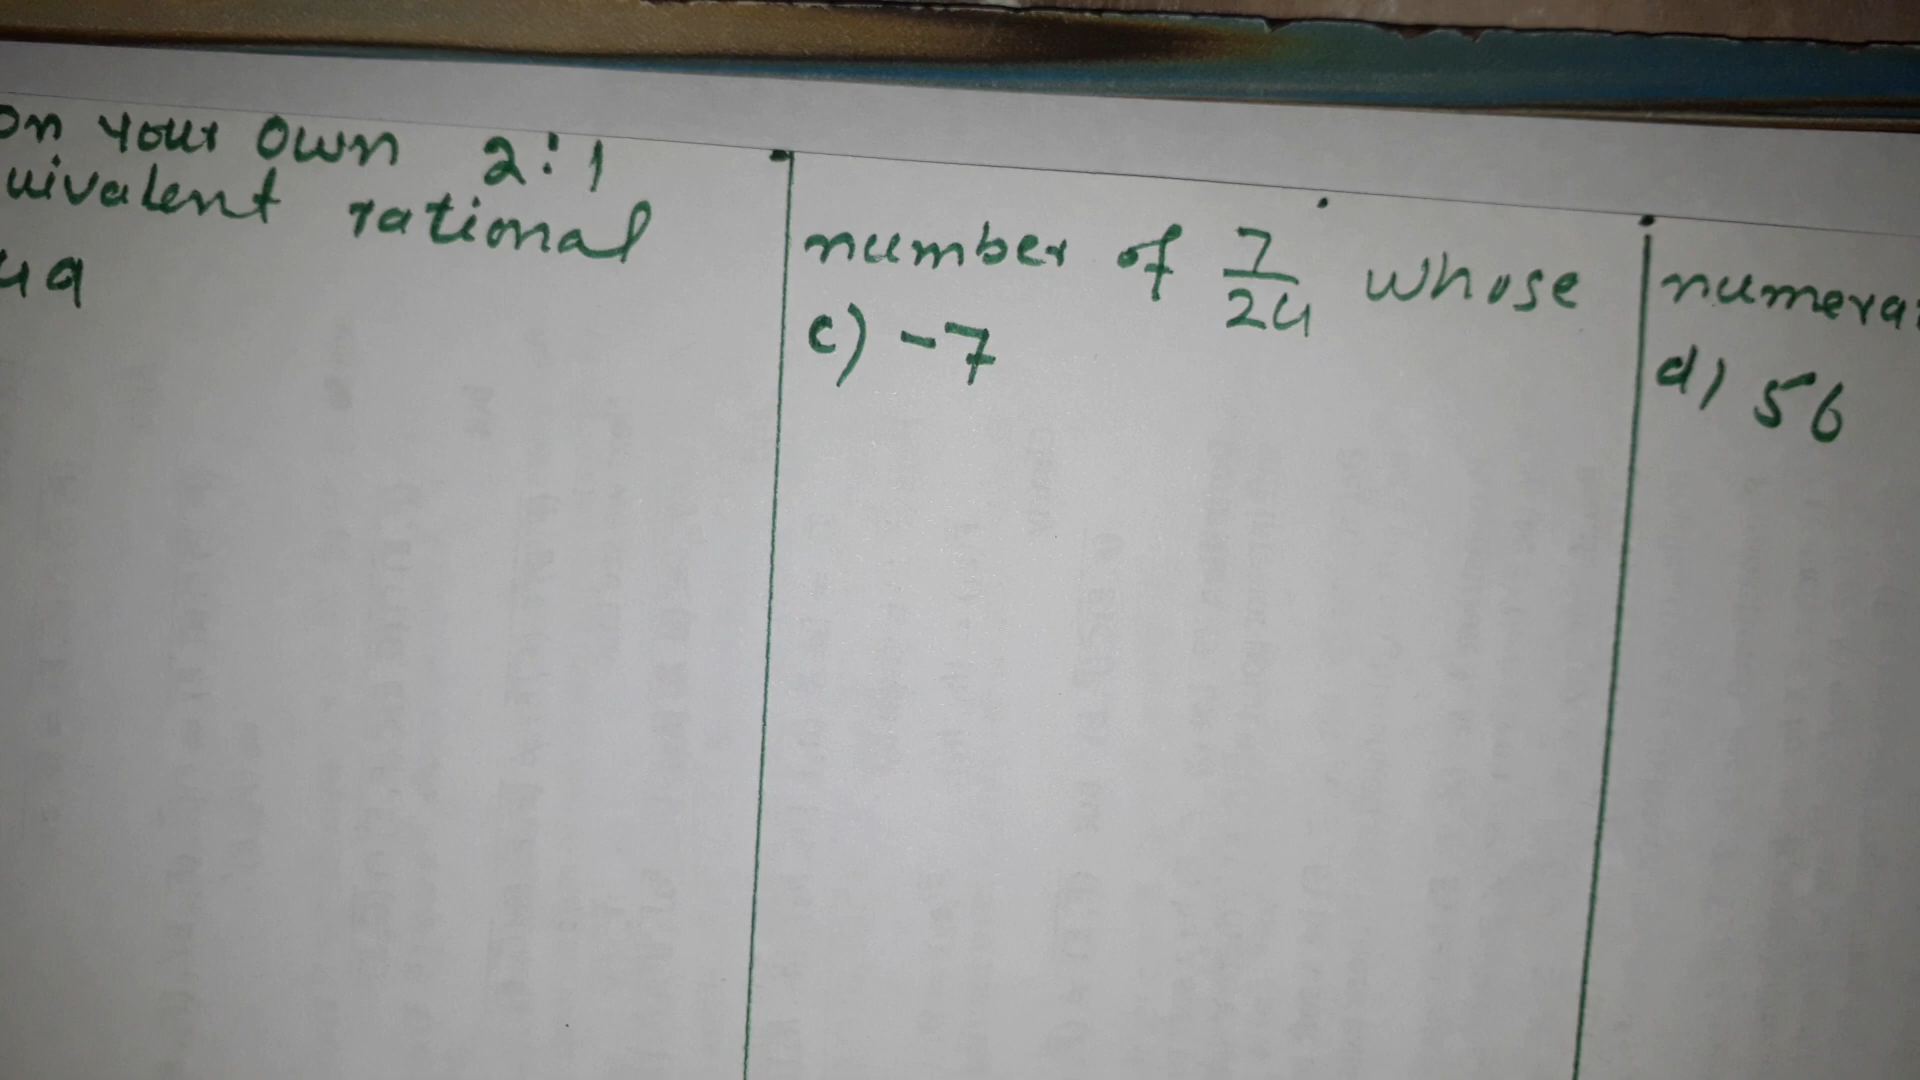 on your own 2:1
uivalent rational number of 7/24 whose numera
49 c) -7 d) 56